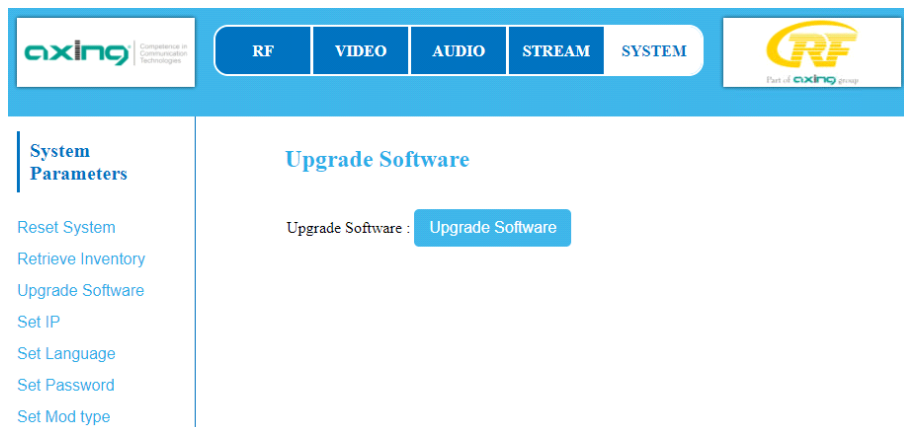 axing Competence in
Communication
Technologies
RF VIDEO AUDIO STREAM SYSTEM
RF
Part of axing group
System
Parameters
Reset System
Retrieve Inventory
Upgrade Software
Set IP
Set Language
Set Password
Set Mod type
Upgrade Software
Upgrade Software : Upgrade Software